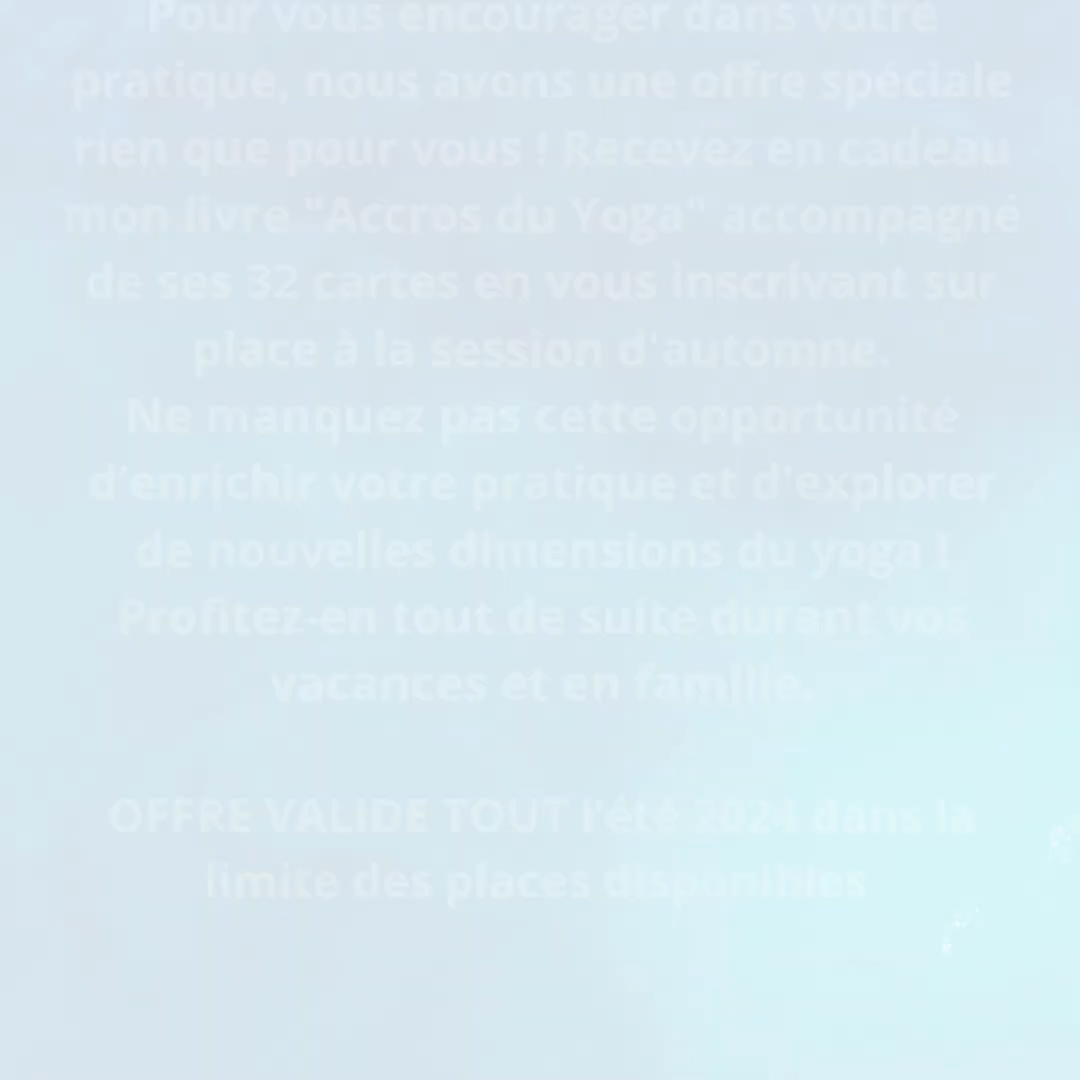 Pour vous encourager dans votre
pratique, nous avons une offre spéciale
rien que pour vous ! Recevez en cadeau
mon livre "Accros du Yoga" accompagné
de ses 32 cartes en vous inscrivant sur
place à la session d'automne.
Ne manquez pas cette opportunité
d'enrichir votre pratique et d'explorer
de nouvelles dimensions du yoga !
Profitez-en tout de suite durant vos
vacances et en famille.
OFFRE VALIDE TOUT l'été 2024 dans la
limite des places disponibles